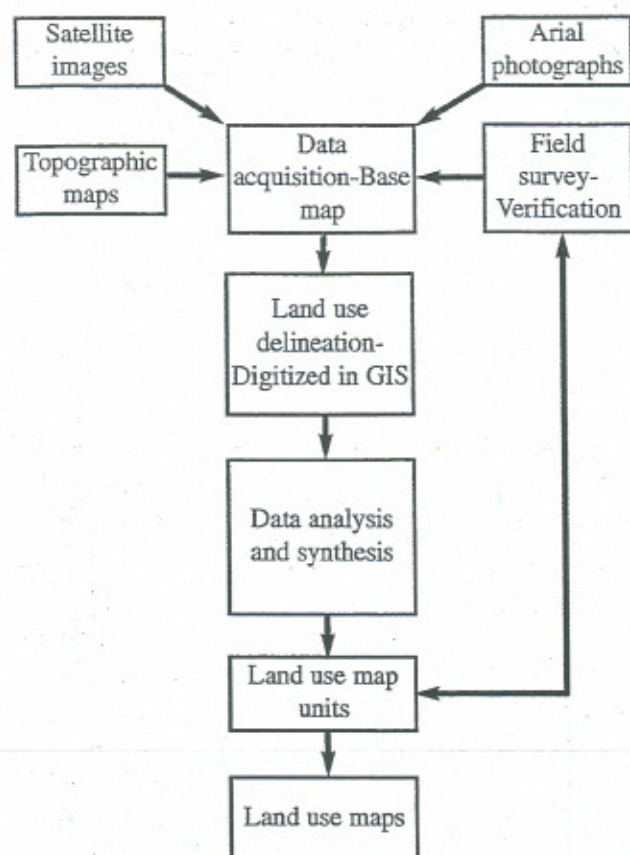 Satellite
images
Arial
photographs
Topographic
maps
Data
acquisition-Base
map
Field
survey-
Verification
Land use
delineation-
Digitized in GIS
Data analysis
and synthesis
Land use map
units
Land use maps